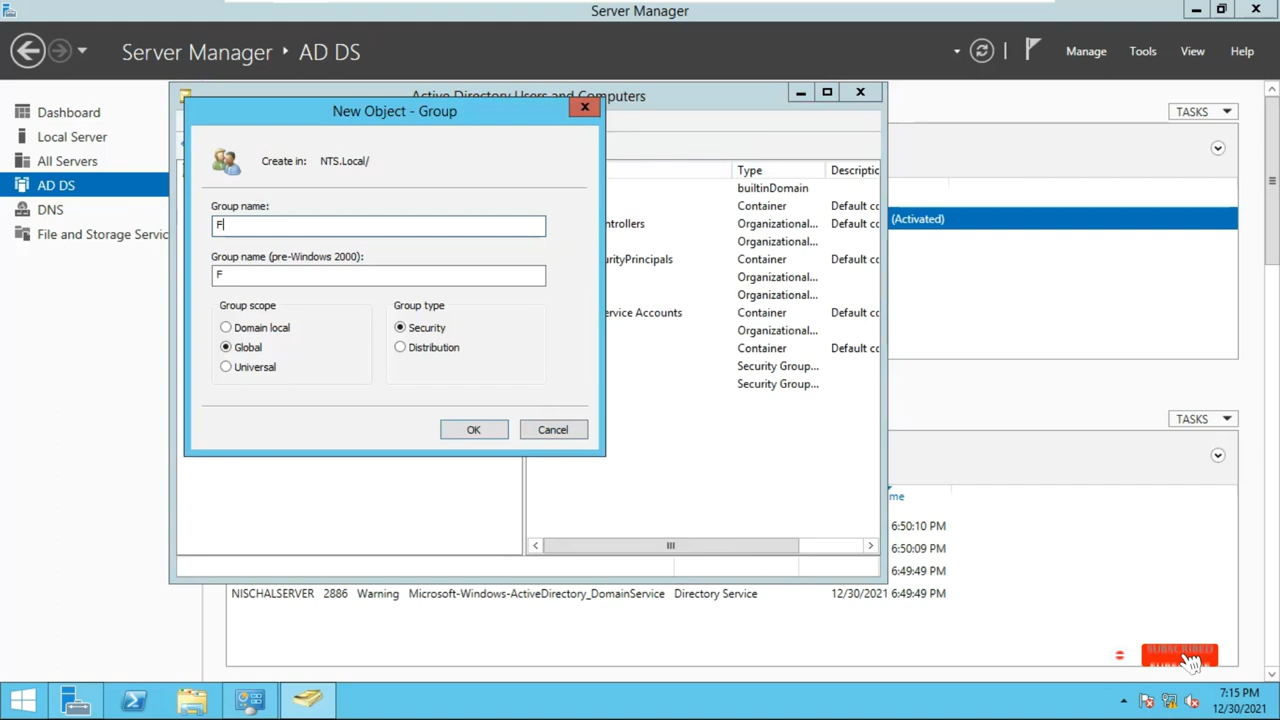 Server Manager
Server Manager AD DS
Manage Tools View Help
Dashboard
Local Server
All Servers
AD DS
DNS
File and Storage Servic
Active Directory Users and Computers
New Object - Group
Create in: NTS.Local/
Group name:
F
Group name (pre-Windows 2000):
F
Group scope
Domain local
Global
Universal
Group type
Security
Distribution
OK Cancel
Type Descriptic
builtinDomain
Container Default cc
ntrollers Organizational...
Organizational...
urityPrincipals Container Default cc
Organizational...
Organizational...
ervice Accounts Container Default cc
Organizational...
Container Default cc
Security Group...
Security Group...
TASKS
(Activated)
TASKS
me
6:50:10 PM
6:50:09 PM
6:49:49 PM
NISCHALSERVER 2886 Warning Microsoft-Windows-ActiveDirectory_DomainService Directory Service 12/30/2021 6:49:49 PM
7:15 PM
12/30/2021